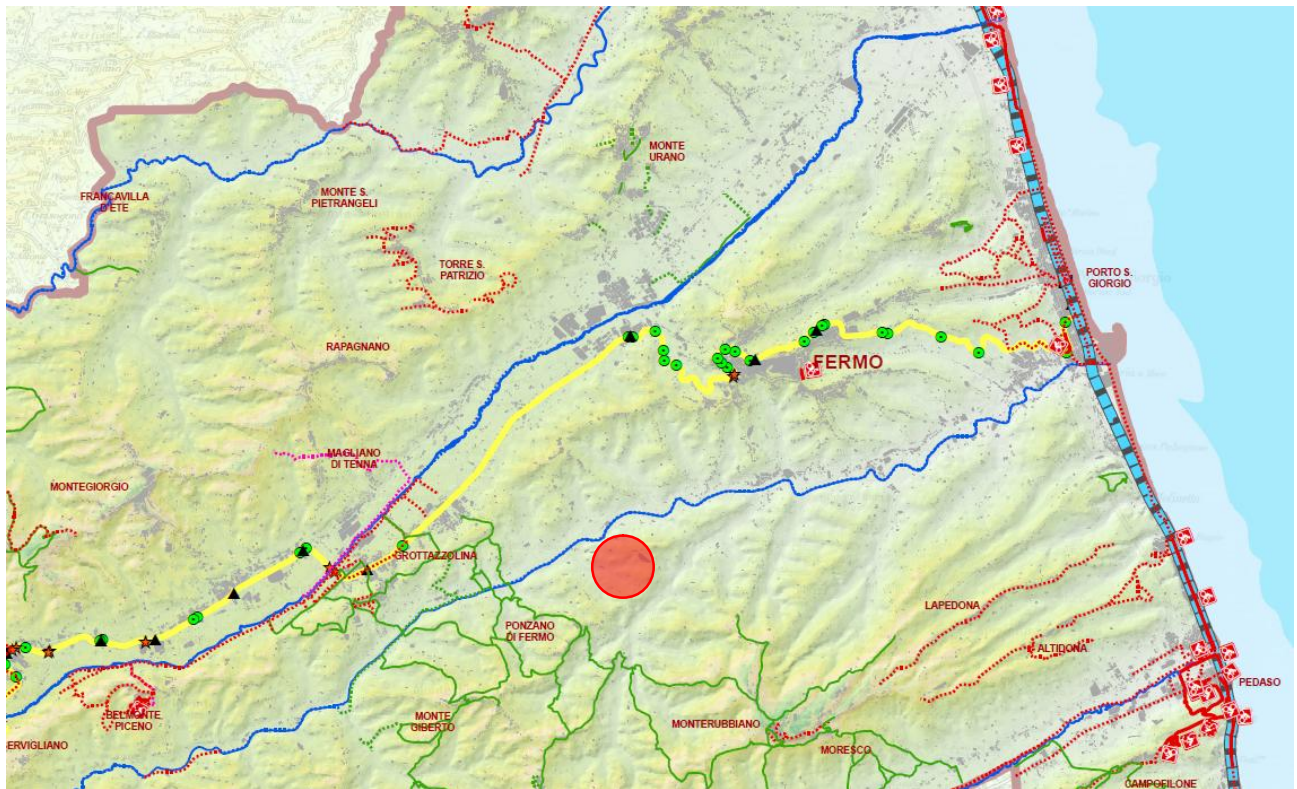 MONTE
URANO
FRANCAVILLA
D'ETE
MONTE S.
PIETRANGELI
TORRE S.
PATRIZIO
PORTO S.
GIORGIO
RAPAGNANO
FERMO
MAGLIANO
DI TENNA
MONTEGIORGIO
GROTTAZZOLINA
LAPEDONA
PONZANO
DI FERMO
ALTIDONA
PEDASO
BELMONTE
PICENO
MONTE
GIBERTO
MONTERUBBIANO
ERVIGLIANO
MORESCO
CAMPOFILONE